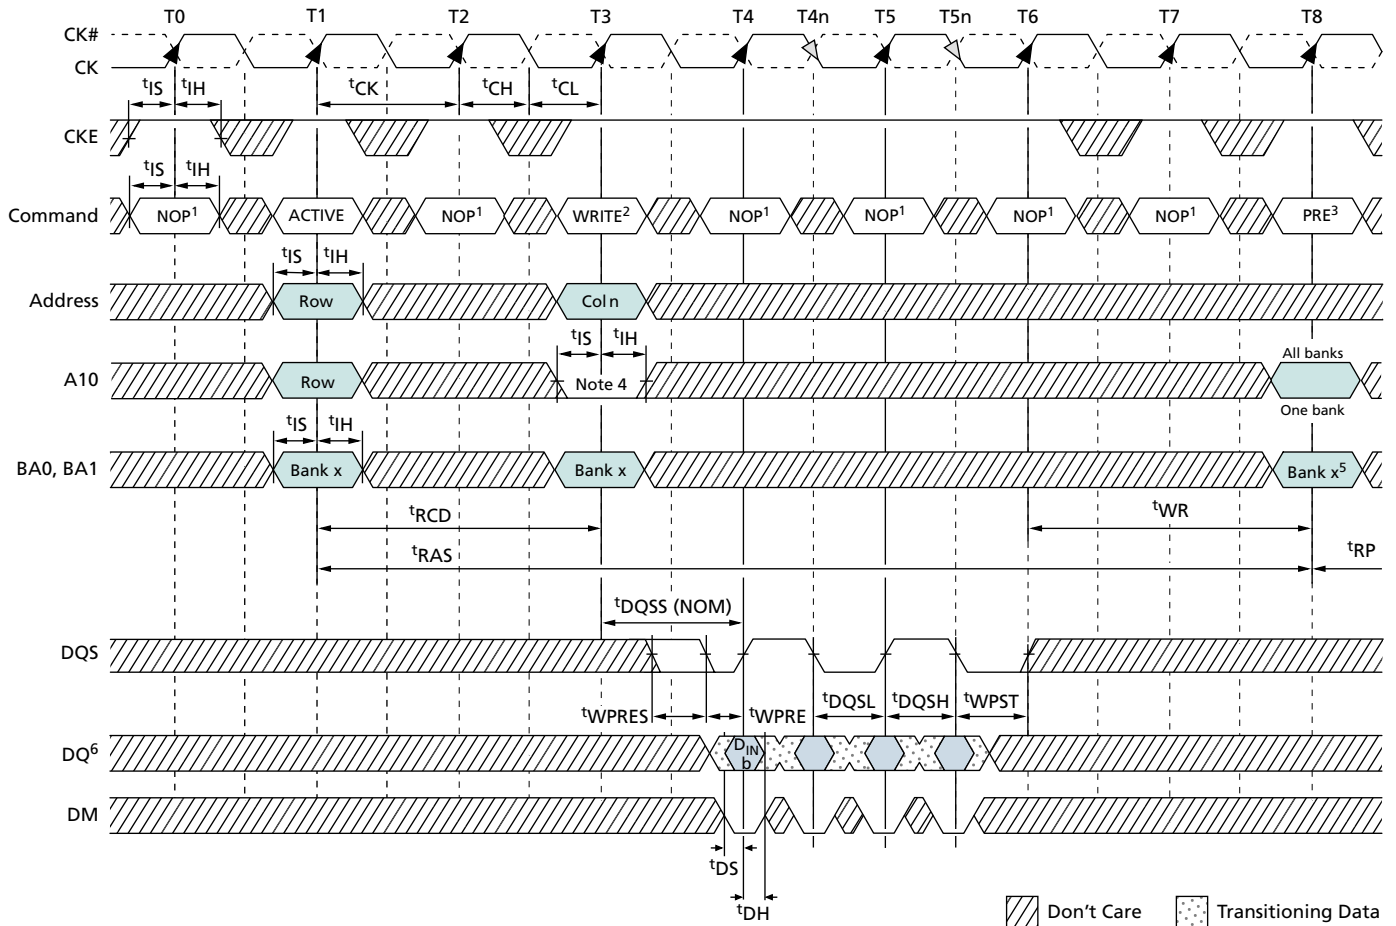 T0 T1 T2 T3 T4 T4n T5 T5n T6 T7 T8
CK#
CK
tIS tIH tCK tCH tCL
CKE
tIS tIH
Command NOP1 ACTIVE NOP1 WRITE2 NOP1 NOP1 NOP1 NOP1 PRE3
tIS tIH
Address Row Col n
tIS tIH
All banks
A10 Row Note 4
One bank
tIS tIH
BA0, BA1 Bank x Bank x Bank x5
tRCD tWR
tRAS tRP
tDQSS (NOM)
DQS
tWPRES tWPRE tDQSL tDQSH tWPST
DQ6 DIN
b
DM
tDS
tDH
Don't Care Transitioning Data